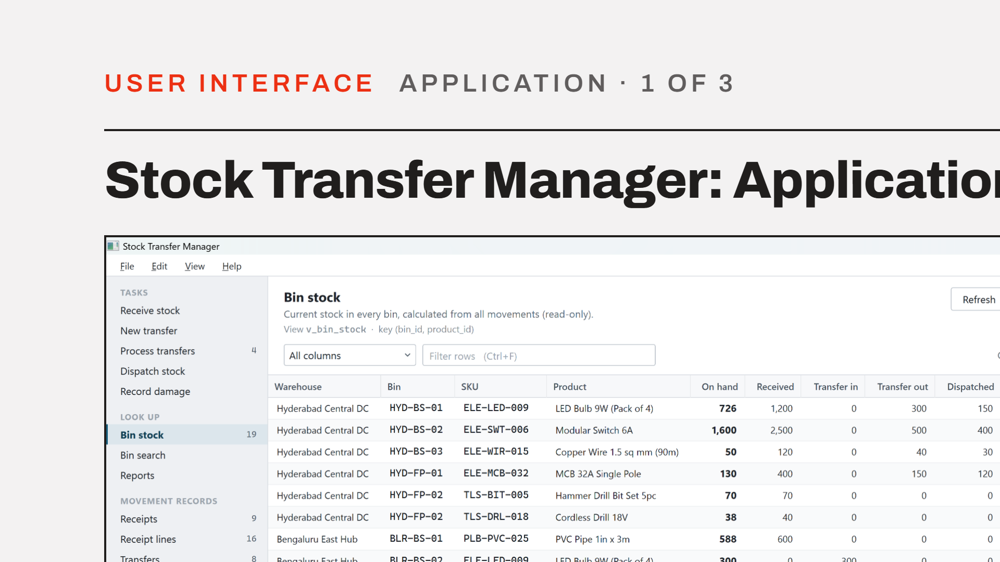 USER INTERFACE APPLICATION · 1 OF 3
Stock Transfer Manager:
Stock Transfer Manager
File Edit View Help
TASKS
Receive stock
New transfer
Process transfers 4
Dispatch stock
Record damage
LOOK UP
Bin stock 19
Bin search
Reports
MOVEMENT RECORDS
Receipts 9
Receipt lines 16
Transfers 8
Bin stock
Refresh
Current stock in every bin, calculated from all movements (read-only).
View v_bin_stock · key (bin_id, product_id)
All columns Filter rows (Ctrl+F)
Warehouse Bin SKU Product On hand Received Transfer in Transfer out Dispatched
Hyderabad Central DC HYD-BS-01 ELE-LED-009 LED Bulb 9W (Pack of 4) 726 1,200 0 300 150
Hyderabad Central DC HYD-BS-02 ELE-SWT-006 Modular Switch 6A 1,600 2,500 0 500 400
Hyderabad Central DC HYD-BS-03 ELE-WIR-015 Copper Wire 1.5 sq mm (90m) 50 120 0 40 30
Hyderabad Central DC HYD-FP-01 ELE-MCB-032 MCB 32A Single Pole 130 400 0 150 120
Hyderabad Central DC HYD-FP-02 TLS-BIT-005 Hammer Drill Bit Set 5pc 70 70 0 0 0
Hyderabad Central DC HYD-FP-02 TLS-DRL-018 Cordless Drill 18V 38 40 0 0 0
Bengaluru East Hub BLR-BS-01 PLB-PVC-025 PVC Pipe 1in x 3m 588 600 0 0 0
Bengaluru East Hub BLR-BS-02 ELE-LED-009 LED Bulb 9W (Pack of 4) 300 0 300 0 0